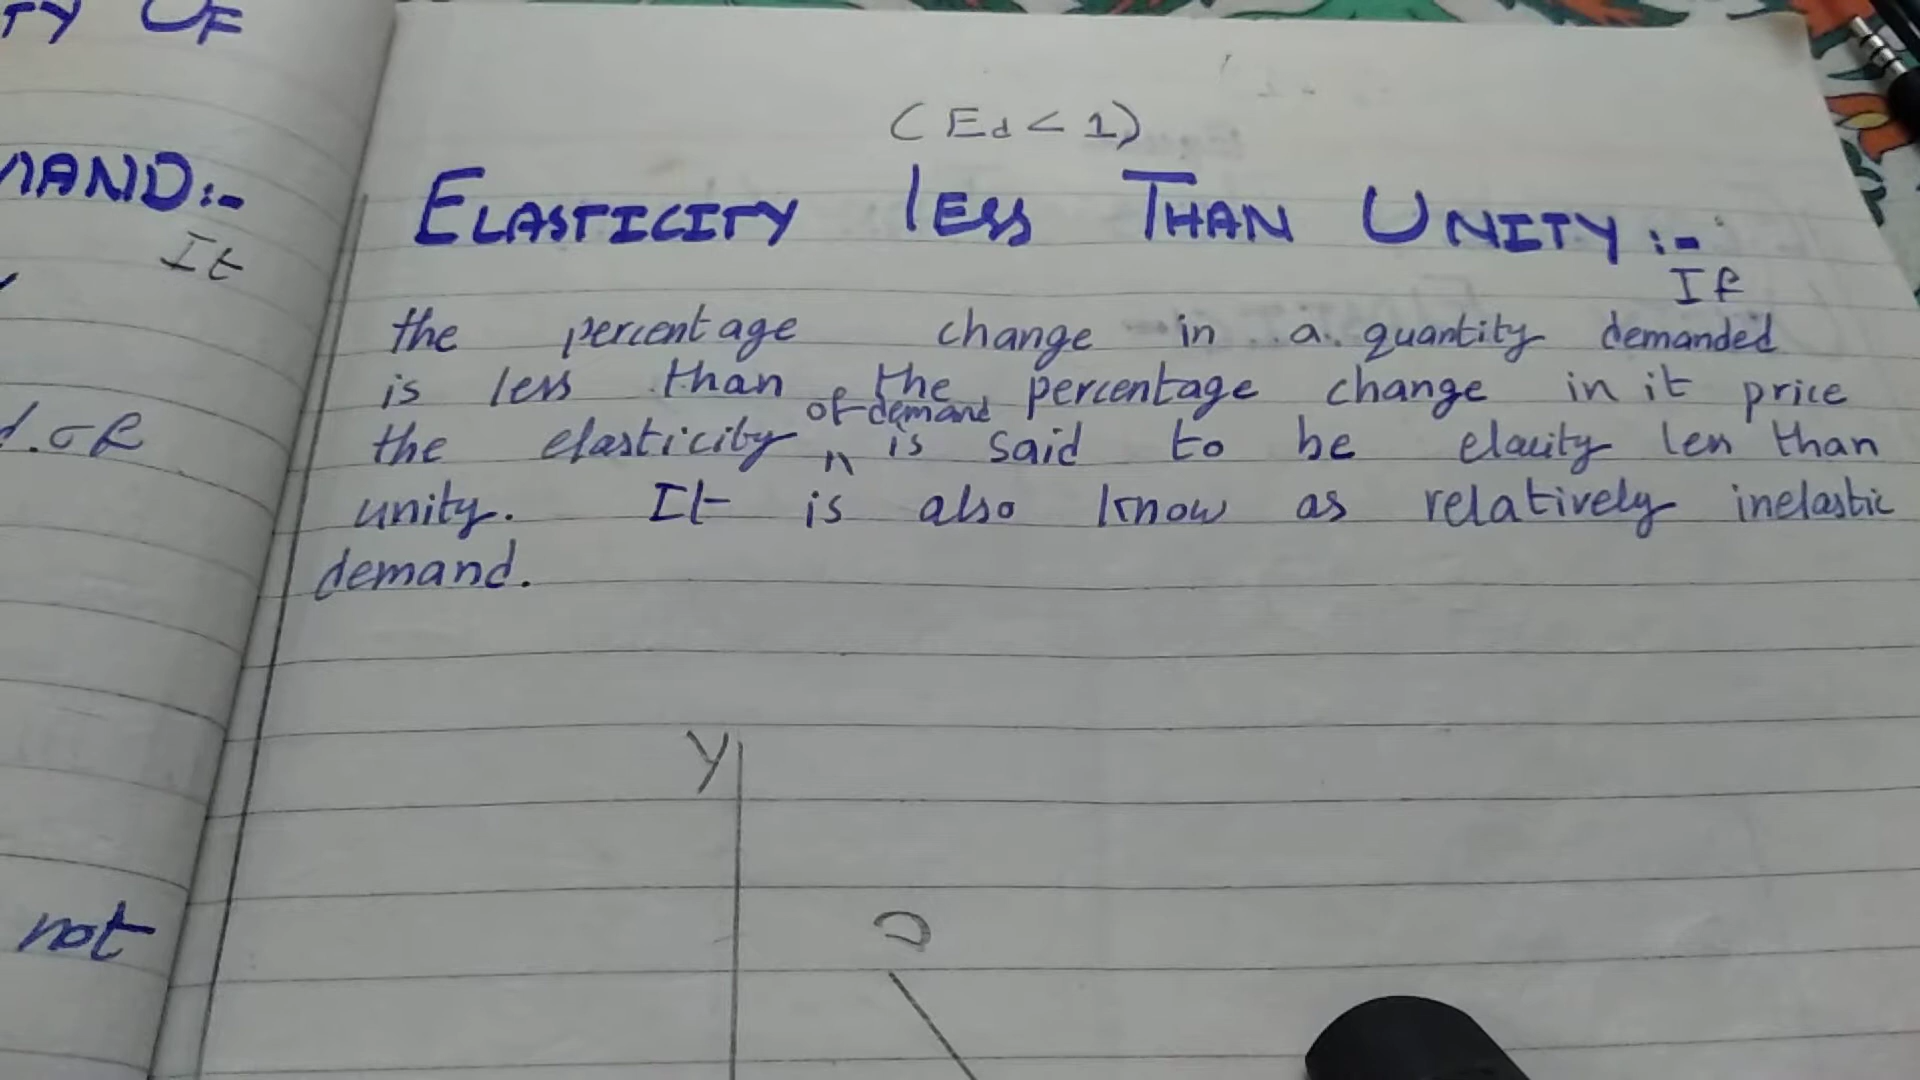 TY OF
MAND:-
It
d. or
not
(Ed < 1)
ELASTICITY LESS THAN UNITY:-
If
the percentage change in a quantity demanded
is less than the percentage change in it price
the elasticity of demand is said to be elacity less than
unity. It is also know as relatively inelastic
demand.
Y
D